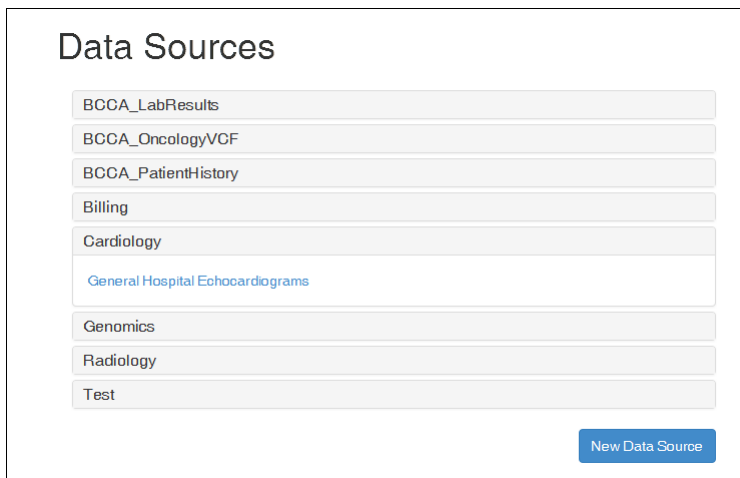 Data Sources
BCCA_LabResults
BCCA_OncologyVCF
BCCA_PatientHistory
Billing
Cardiology
General Hospital Echocardiograms
Genomics
Radiology
Test
New Data Source